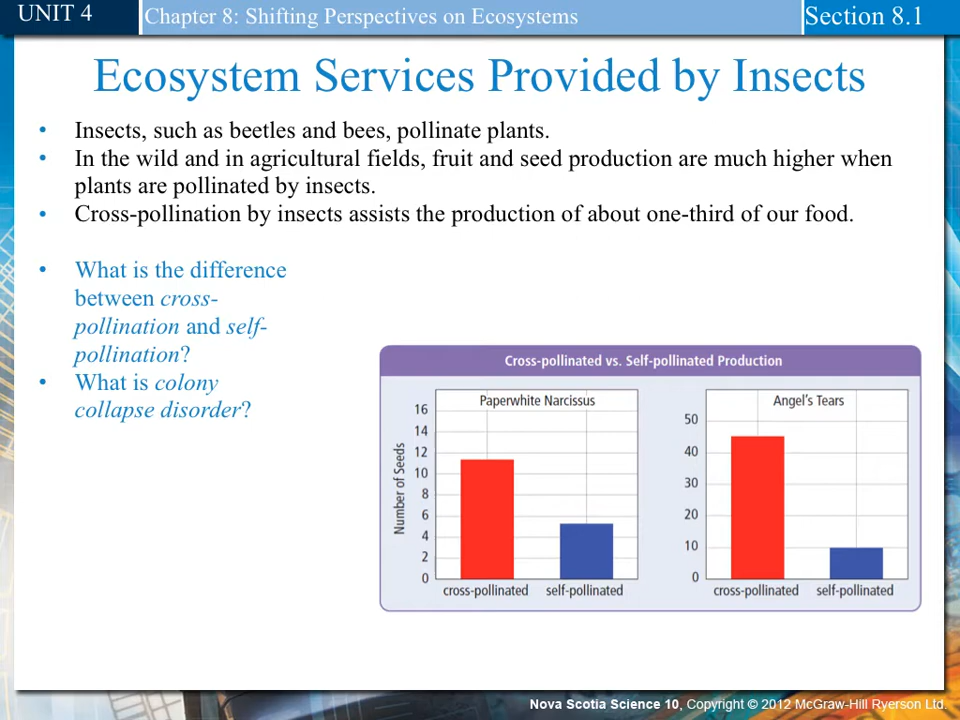 UNIT 4
Chapter 8: Shifting Perspectives on Ecosystems
Section 8.1
Ecosystem Services Provided by Insects
• Insects, such as beetles and bees, pollinate plants.
• In the wild and in agricultural fields, fruit and seed production are much higher when
plants are pollinated by insects.
• Cross-pollination by insects assists the production of about one-third of our food.
• What is the difference
between cross-
pollination and self-
pollination?
• What is colony
collapse disorder?
Cross-pollinated vs. Self-pollinated Production
Paperwhite Narcissus
Number of Seeds
16
14
12
10
8
6
4
2
0
cross-pollinated self-pollinated
Angel's Tears
50
40
30
20
10
0
cross-pollinated self-pollinated
Nova Scotia Science 10, Copyright © 2012 McGraw-Hill Ryerson Ltd.